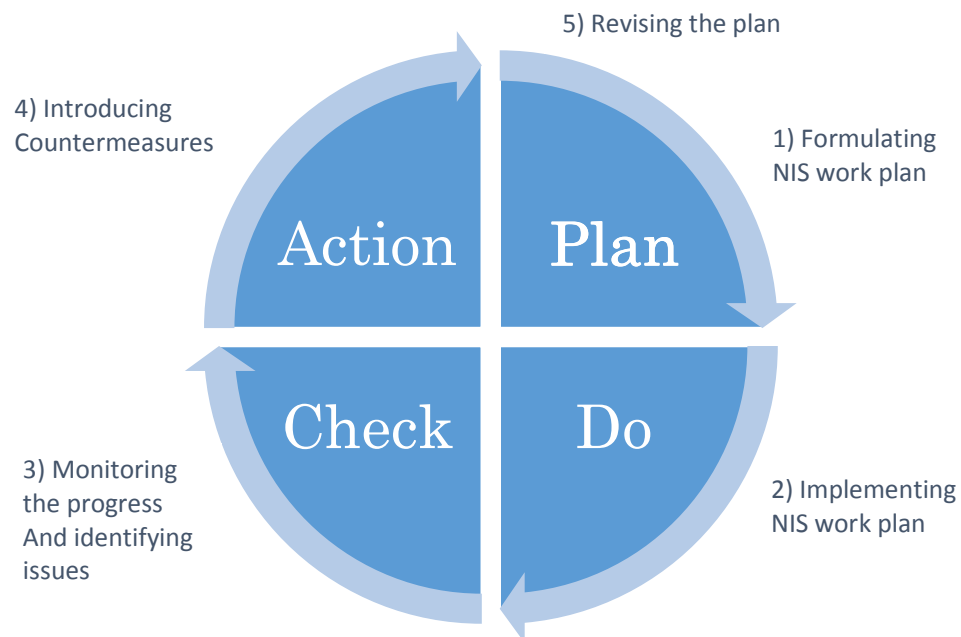 5) Revising the plan
4) Introducing
Countermeasures
1) Formulating
NIS work plan
Action
Plan
Check
Do
3) Monitoring
the progress
And identifying
issues
2) Implementing
NIS work plan